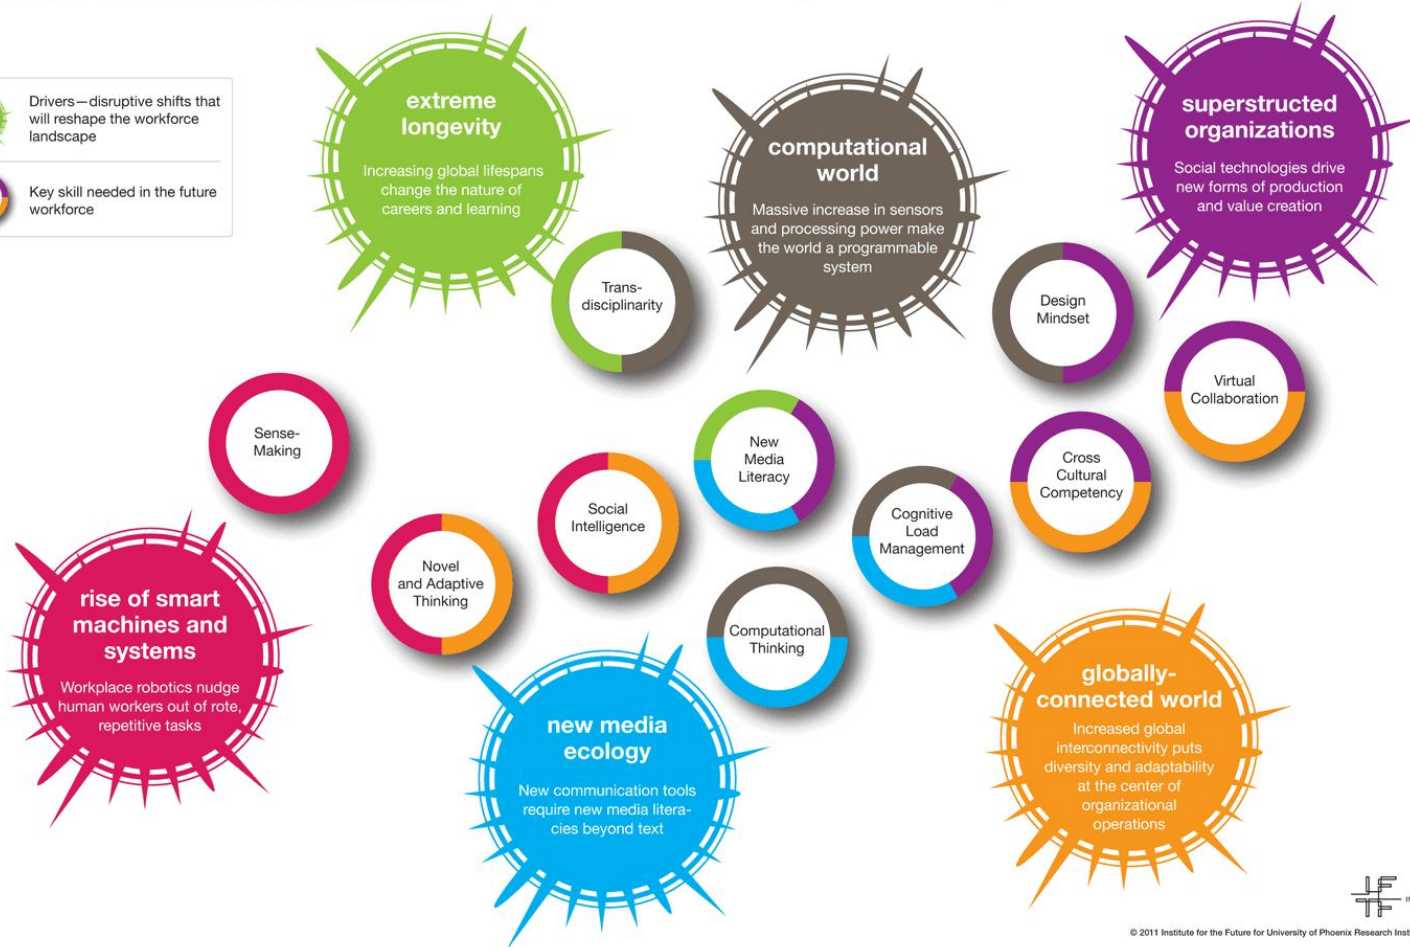 Drivers—disruptive shifts that
will reshape the workforce
landscape
Key skill needed in the future
workforce
extreme
longevity
Increasing global lifespans
change the nature of
careers and learning
computational
world
Massive increase in sensors
and processing power make
the world a programmable
system
superstructed
organizations
Social technologies drive
new forms of production
and value creation
Trans-
disciplinarity
Design
Mindset
Virtual
Collaboration
Sense-
Making
New
Media
Literacy
Cross
Cultural
Competency
Social
Intelligence
Cognitive
Load
Management
Novel
and Adaptive
Thinking
Computational
Thinking
rise of smart
machines and
systems
Workplace robotics nudge
human workers out of rote,
repetitive tasks
new media
ecology
New communication tools
require new media litera-
cies beyond text
globally-
connected world
Increased global
interconnectivity puts
diversity and adaptability
at the center of
organizational
operations
© 2011 Institute for the Future for University of Phoenix Research Inst